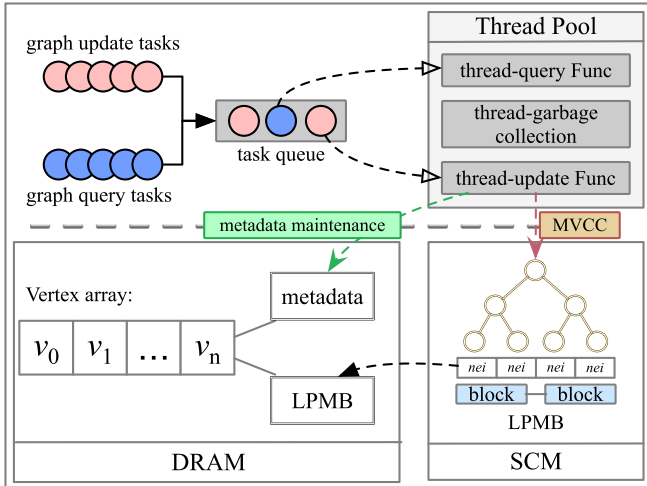 graph update tasks
graph query tasks
task queue
Thread Pool
thread-query Func
thread-garbage
collection
thread-update Func
metadata maintenance
MVCC
Vertex array:
v0 v1 ... vn
metadata
LPMB
nei nei nei nei
block block
LPMB
DRAM
SCM